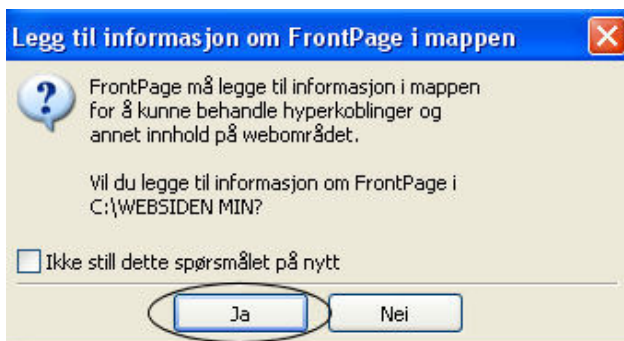 Legg til informasjon om FrontPage i mappen
FrontPage må legge til informasjon i mappen
for å kunne behandle hyperkoblinger og
annet innhold på webområdet.
Vil du legge til informasjon om FrontPage i
C:\WEBSIDEN MIN?
Ikke still dette spørsmålet på nytt
Ja Nei